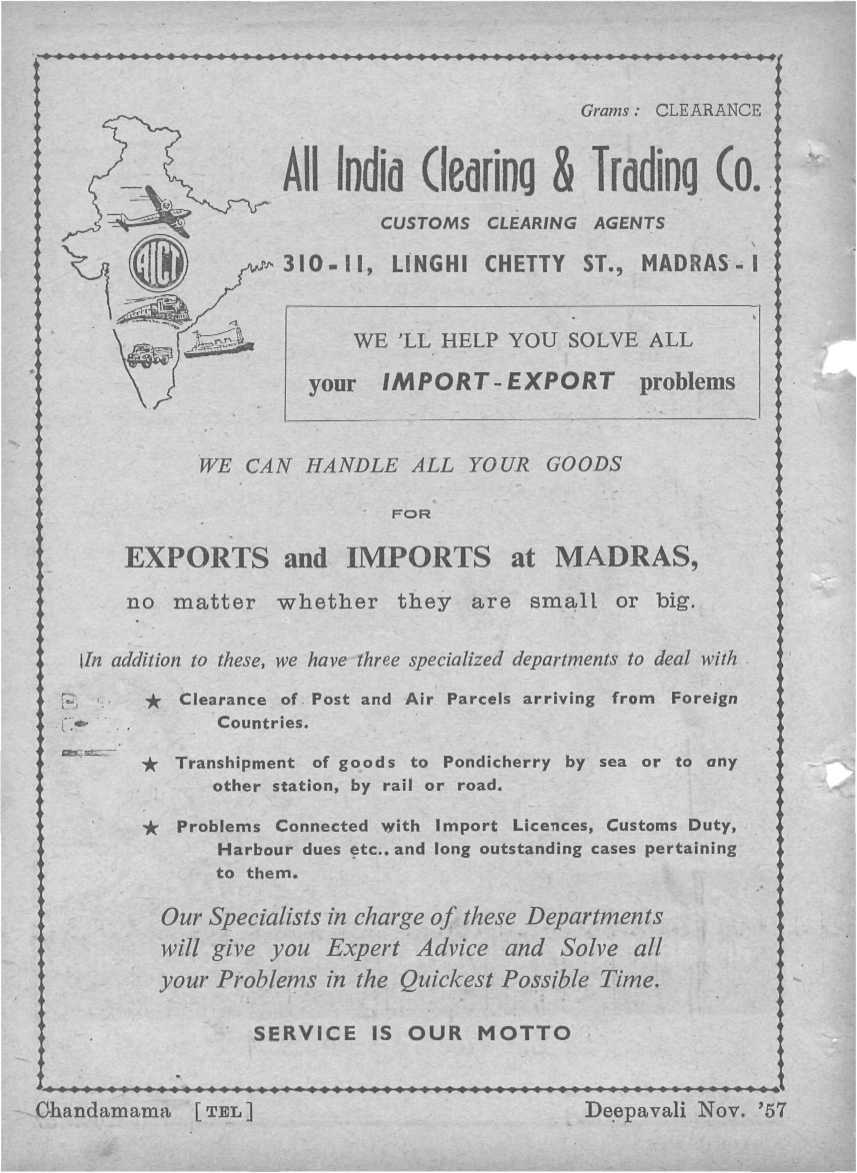 Grams : CLEARANCE
All India Clearing & Trading Co.
CUSTOMS CLEARING AGENTS
310-11, LINGHI CHETTY ST., MADRAS - 1
AICT
WE 'LL HELP YOU SOLVE ALL
your IMPORT-EXPORT problems
WE CAN HANDLE ALL YOUR GOODS
FOR
EXPORTS and IMPORTS at MADRAS,
no matter whether they are small or big.
In addition to these, we have three specialized departments to deal with
★ Clearance of Post and Air Parcels arriving from Foreign
Countries.
★ Transhipment of goods to Pondicherry by sea or to any
other station, by rail or road.
★ Problems Connected with Import Licences, Customs Duty,
Harbour dues etc., and long outstanding cases pertaining
to them.
Our Specialists in charge of these Departments
will give you Expert Advice and Solve all
your Problems in the Quickest Possible Time.
SERVICE IS OUR MOTTO
Chandamama [TEL] Deepavali Nov. '57